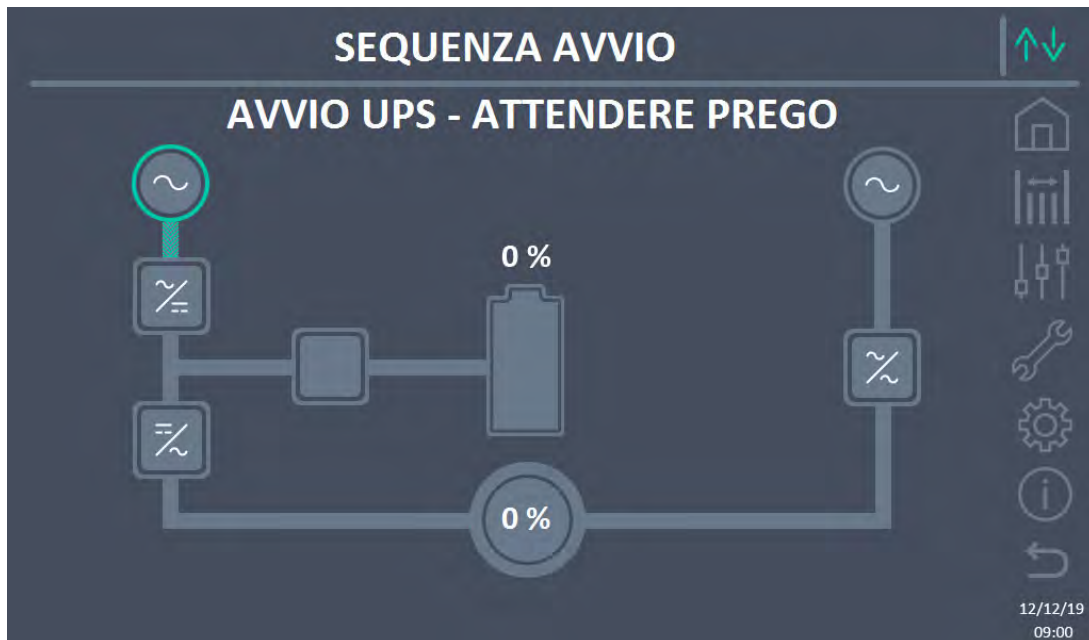 SEQUENZA AVVIO
AVVIO UPS - ATTENDERE PREGO
0 %
0 %
12/12/19
09:00